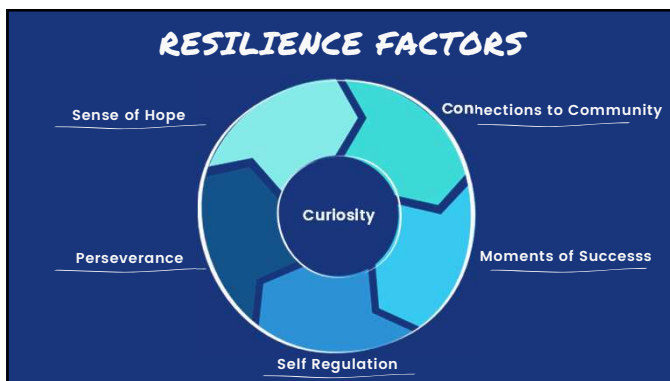 RESILIENCE FACTORS
Sense of Hope
Connections to Community
Curiosity
Perseverance
Moments of Successs
Self Regulation